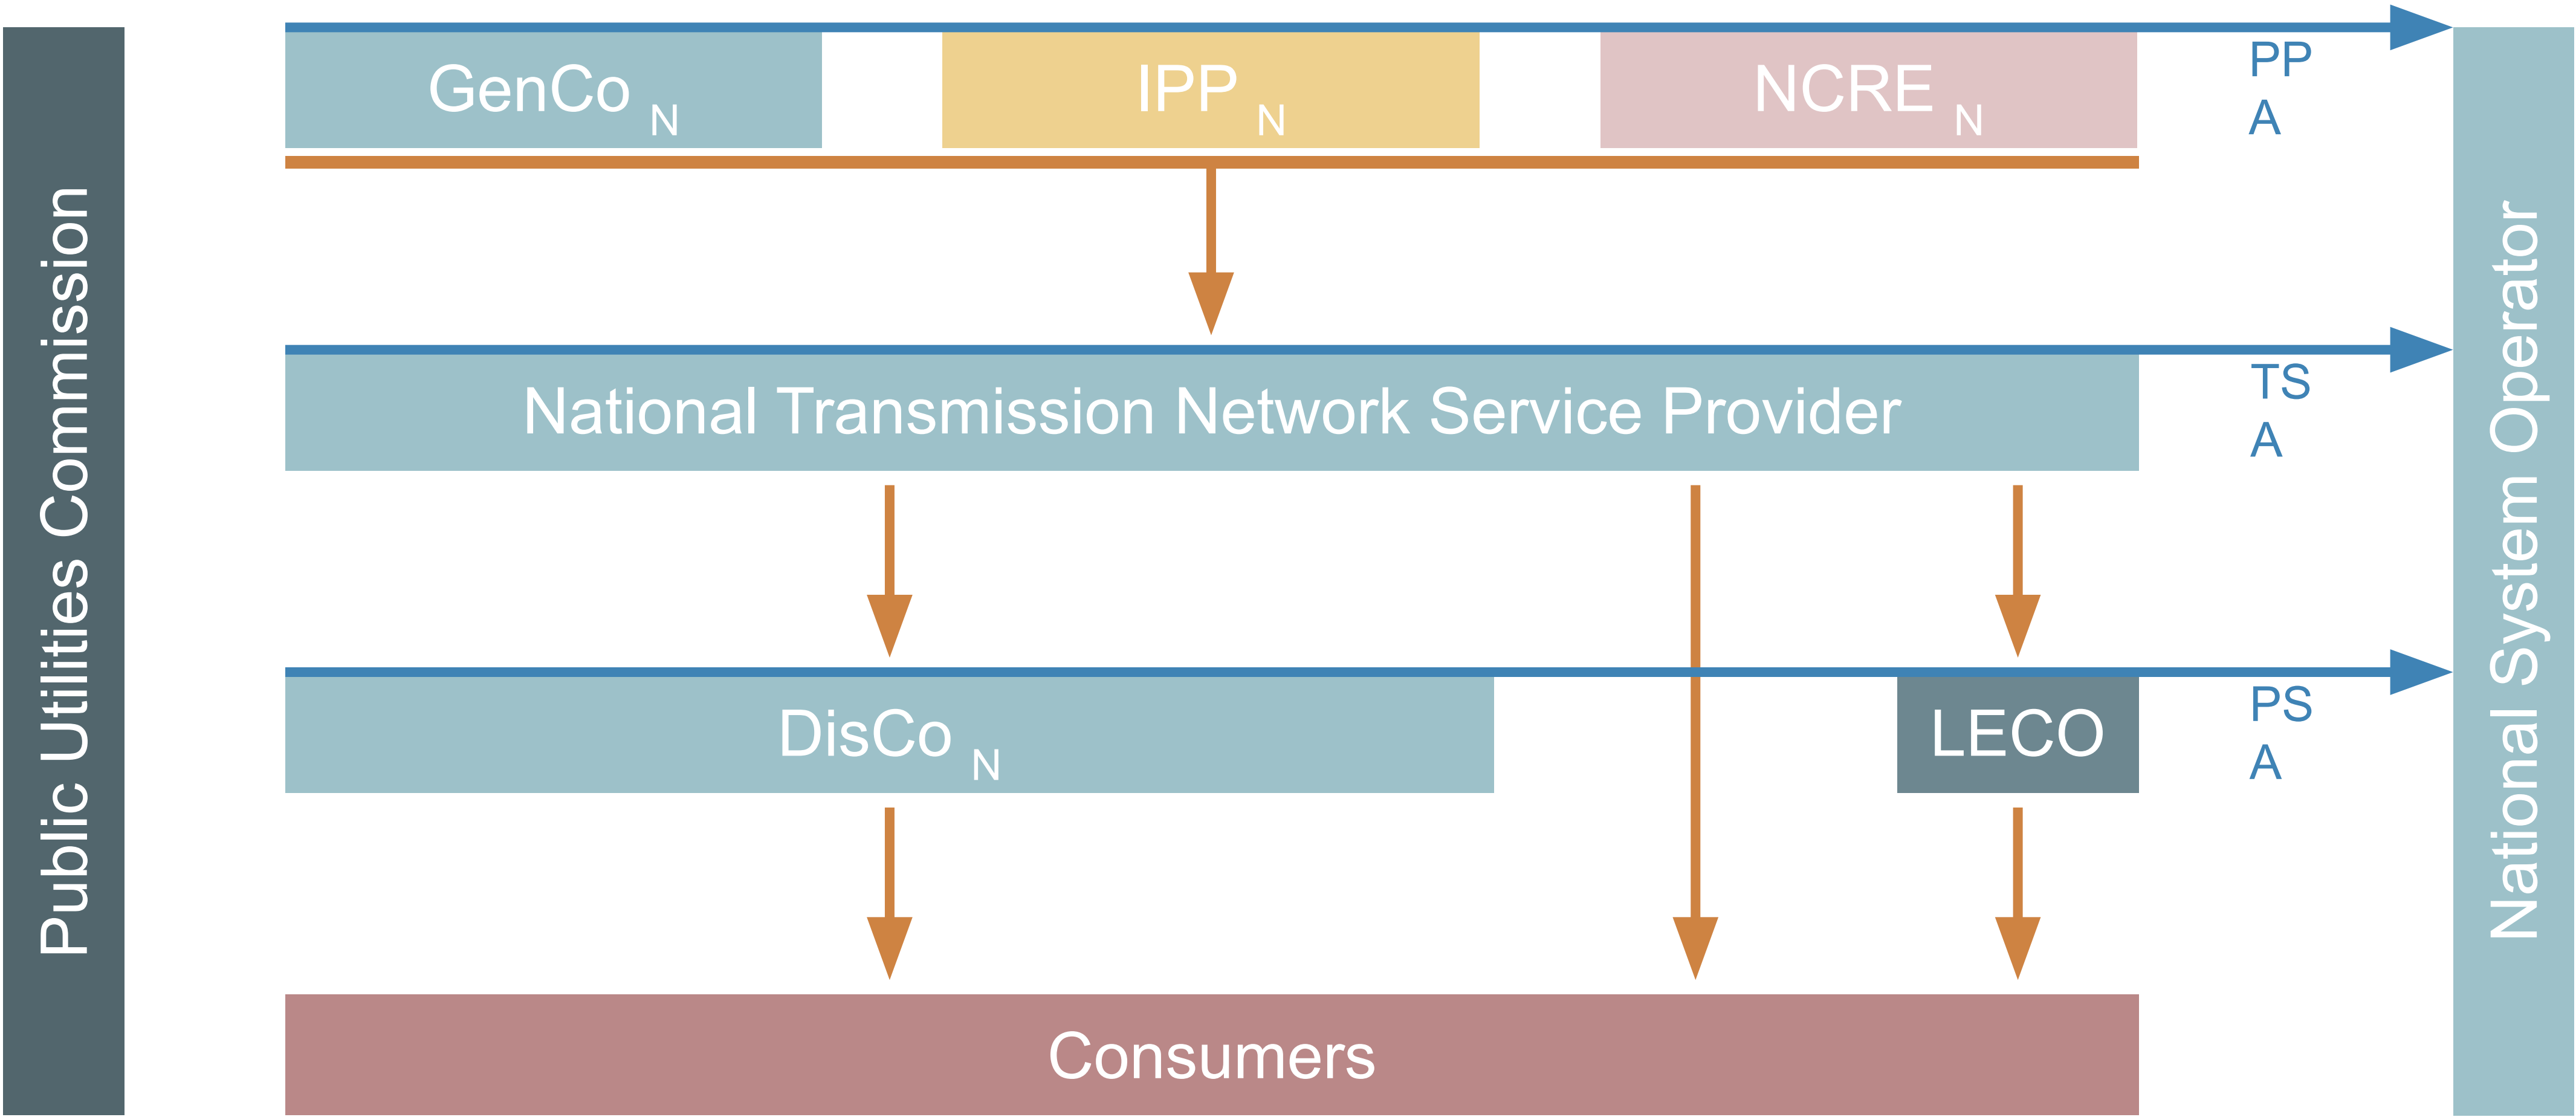 Public Utilities Commission
GenCo N
IPP N
NCRE N
PP
A
National Transmission Network Service Provider
TS
A
DisCo N
LECO
PS
A
Consumers
National System Operator